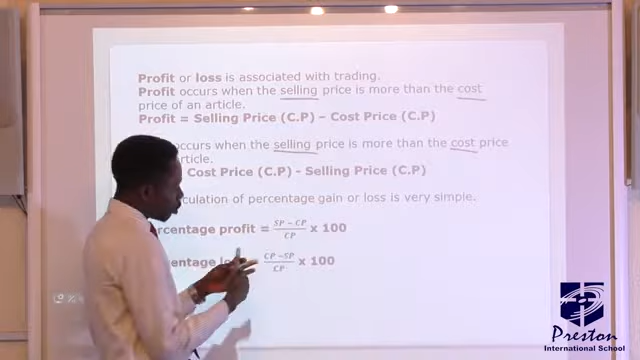 Profit or loss is associated with trading.
Profit occurs when the selling price is more than the cost
price of an article.
Profit = Selling Price (C.P) – Cost Price (C.P)
occurs when the selling price is more than the cost price
article.
Cost Price (C.P) - Selling Price (C.P)
culation of percentage gain or loss is very simple.
rcentage profit = SP – CP / CP x 100
entage lo CP –SP / CP x 100
Preston
International School